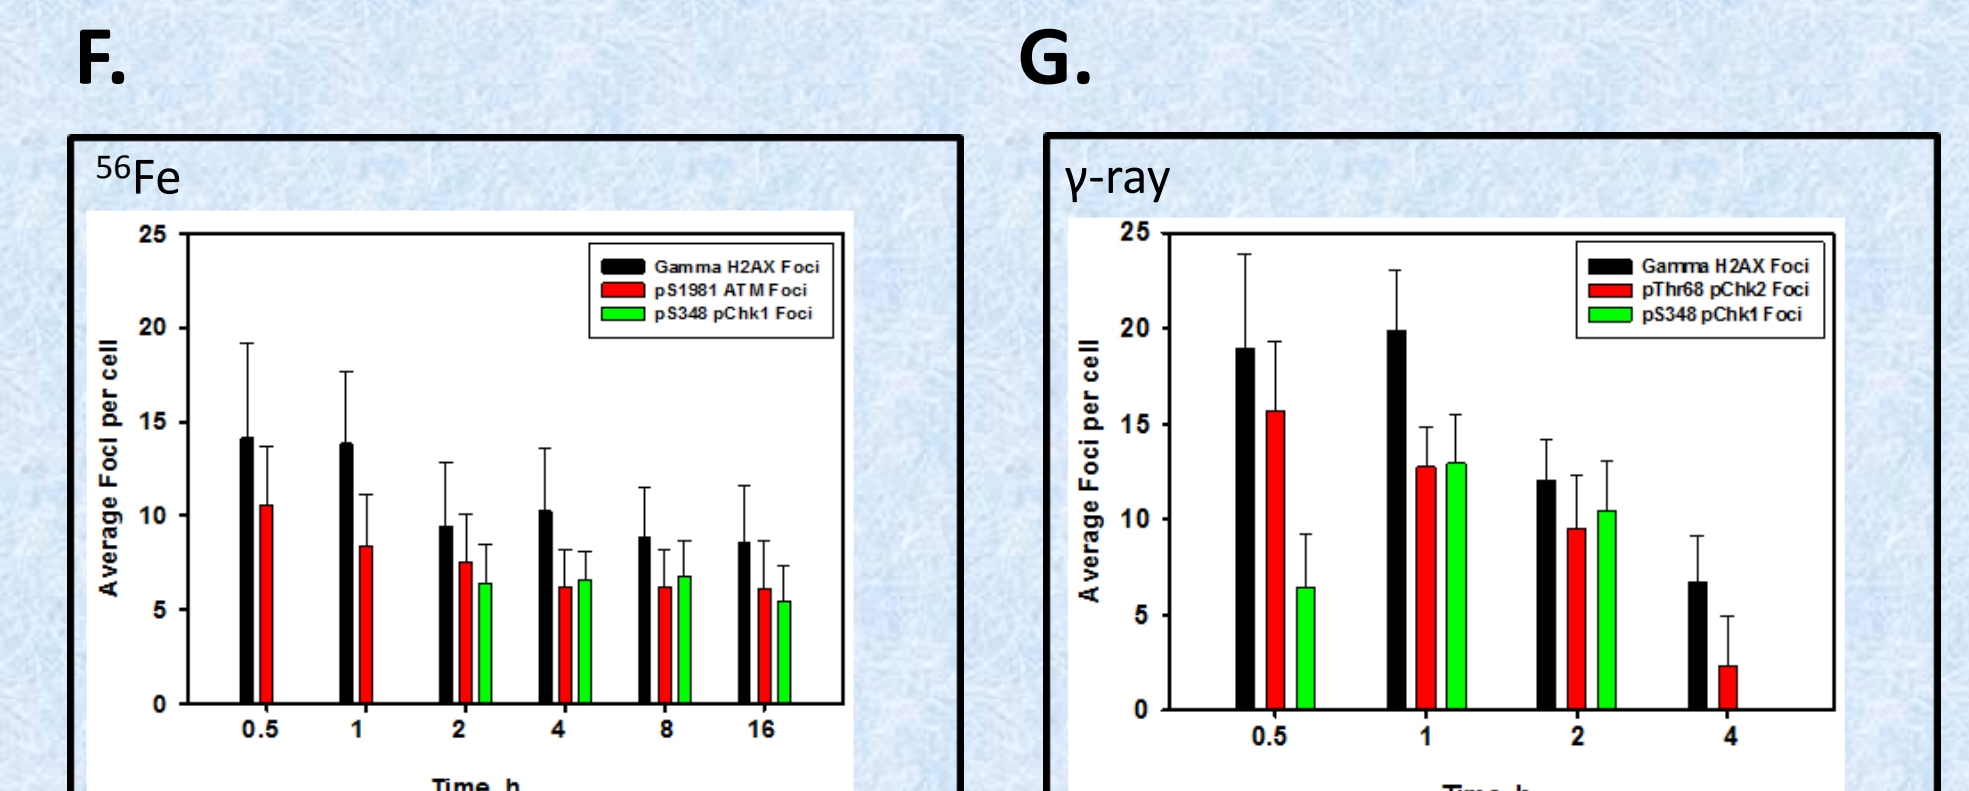 F.
G.
⁵⁶Fe
25
20
15
10
5
0
Average Foci per cell
Gamma H2AX Foci
pS1981 ATM Foci
pS348 pChk1 Foci
0.5 1 2 4 8 16
Time, h
γ-ray
25
20
15
10
5
0
Average Foci per cell
Gamma H2AX Foci
pThr68 pChk2 Foci
pS348 pChk1 Foci
0.5 1 2 4
Time, h